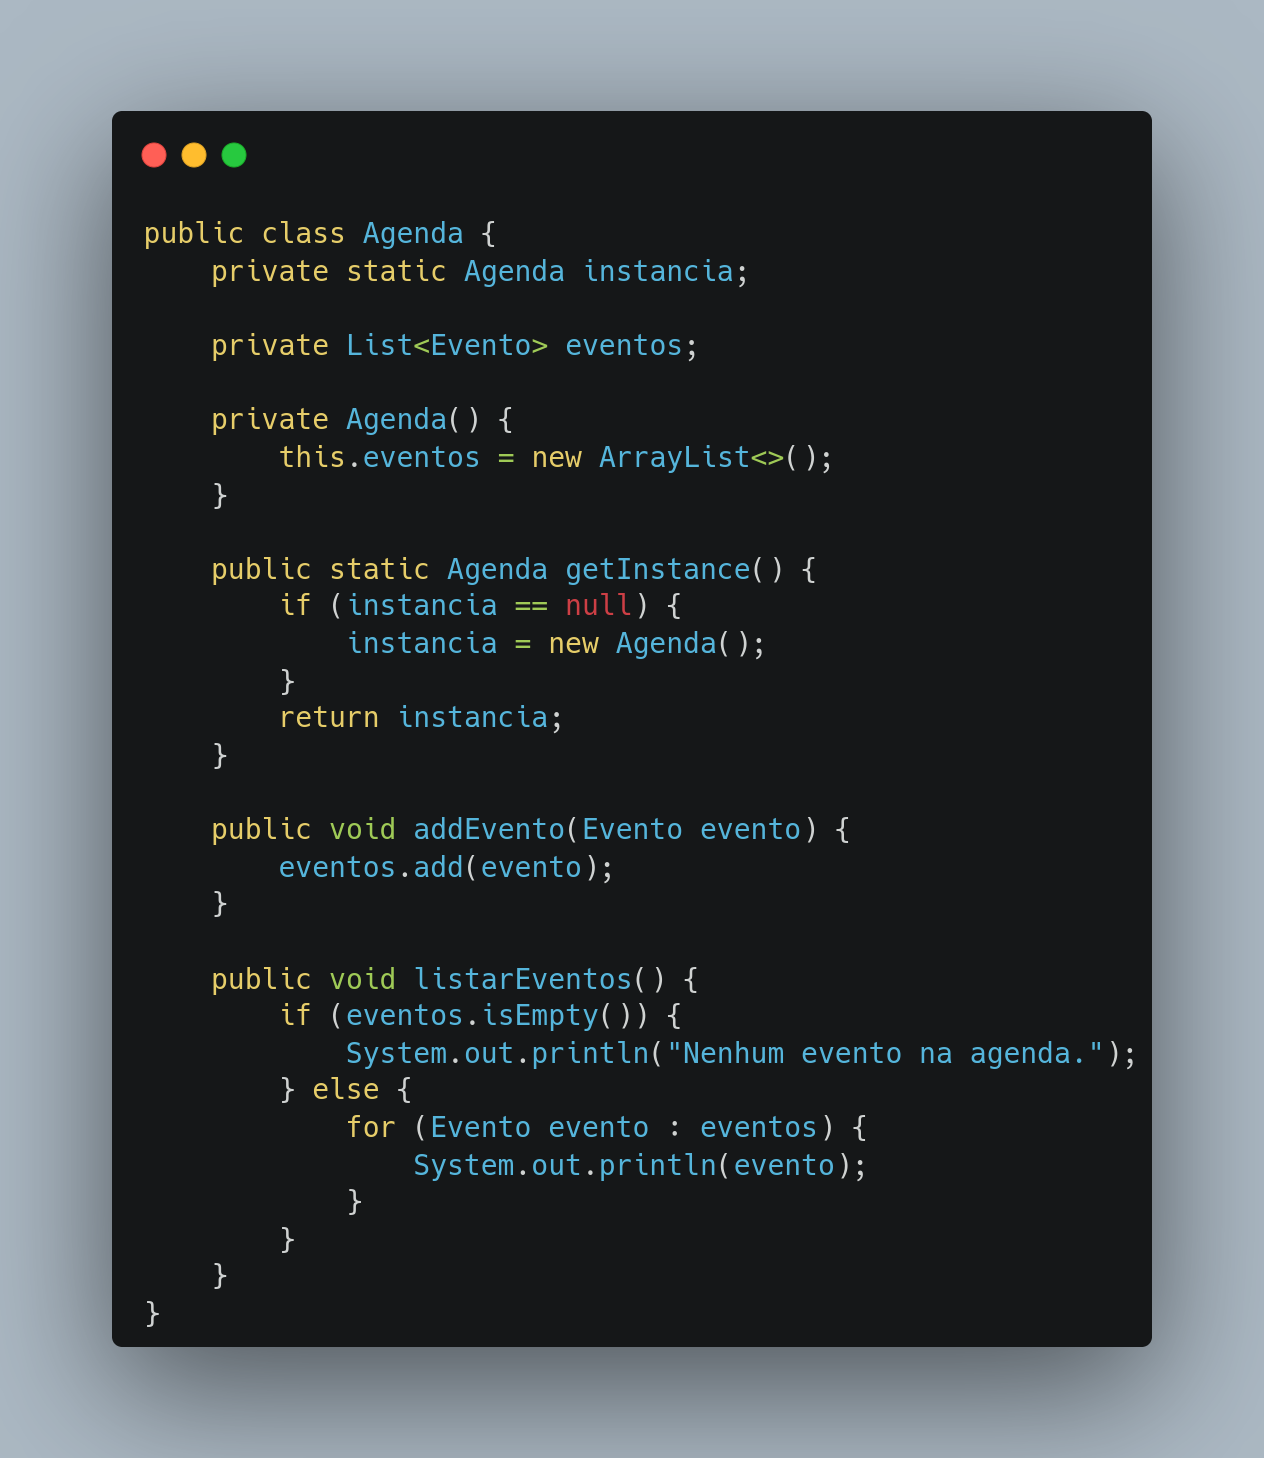 public class Agenda {
    private static Agenda instancia;

    private List<Evento> eventos;

    private Agenda() {
        this.eventos = new ArrayList<>();
    }

    public static Agenda getInstance() {
        if (instancia == null) {
            instancia = new Agenda();
        }
        return instancia;
    }

    public void addEvento(Evento evento) {
        eventos.add(evento);
    }

    public void listarEventos() {
        if (eventos.isEmpty()) {
            System.out.println("Nenhum evento na agenda.");
        } else {
            for (Evento evento : eventos) {
                System.out.println(evento);
            }
        }
    }
}